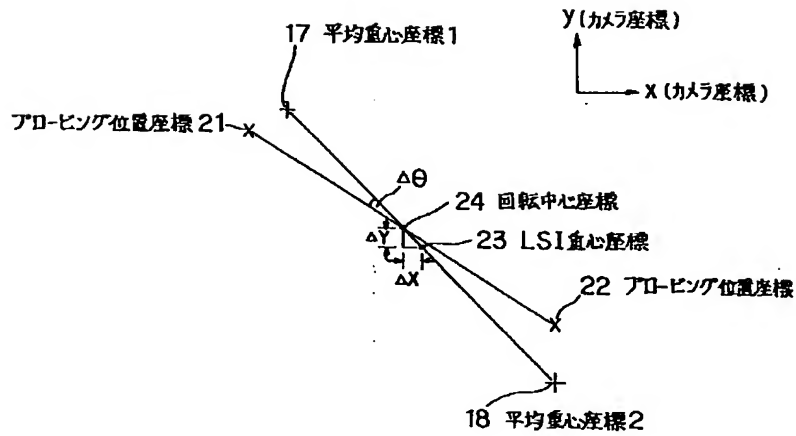 Y (カメラ座標)
17 平均重心座標1
X (カメラ座標)
プロービング位置座標 21
Δθ
24 回転中心座標
ΔY
23 LSI重心座標
ΔX
22 プロービング位置座標
18 平均重心座標2